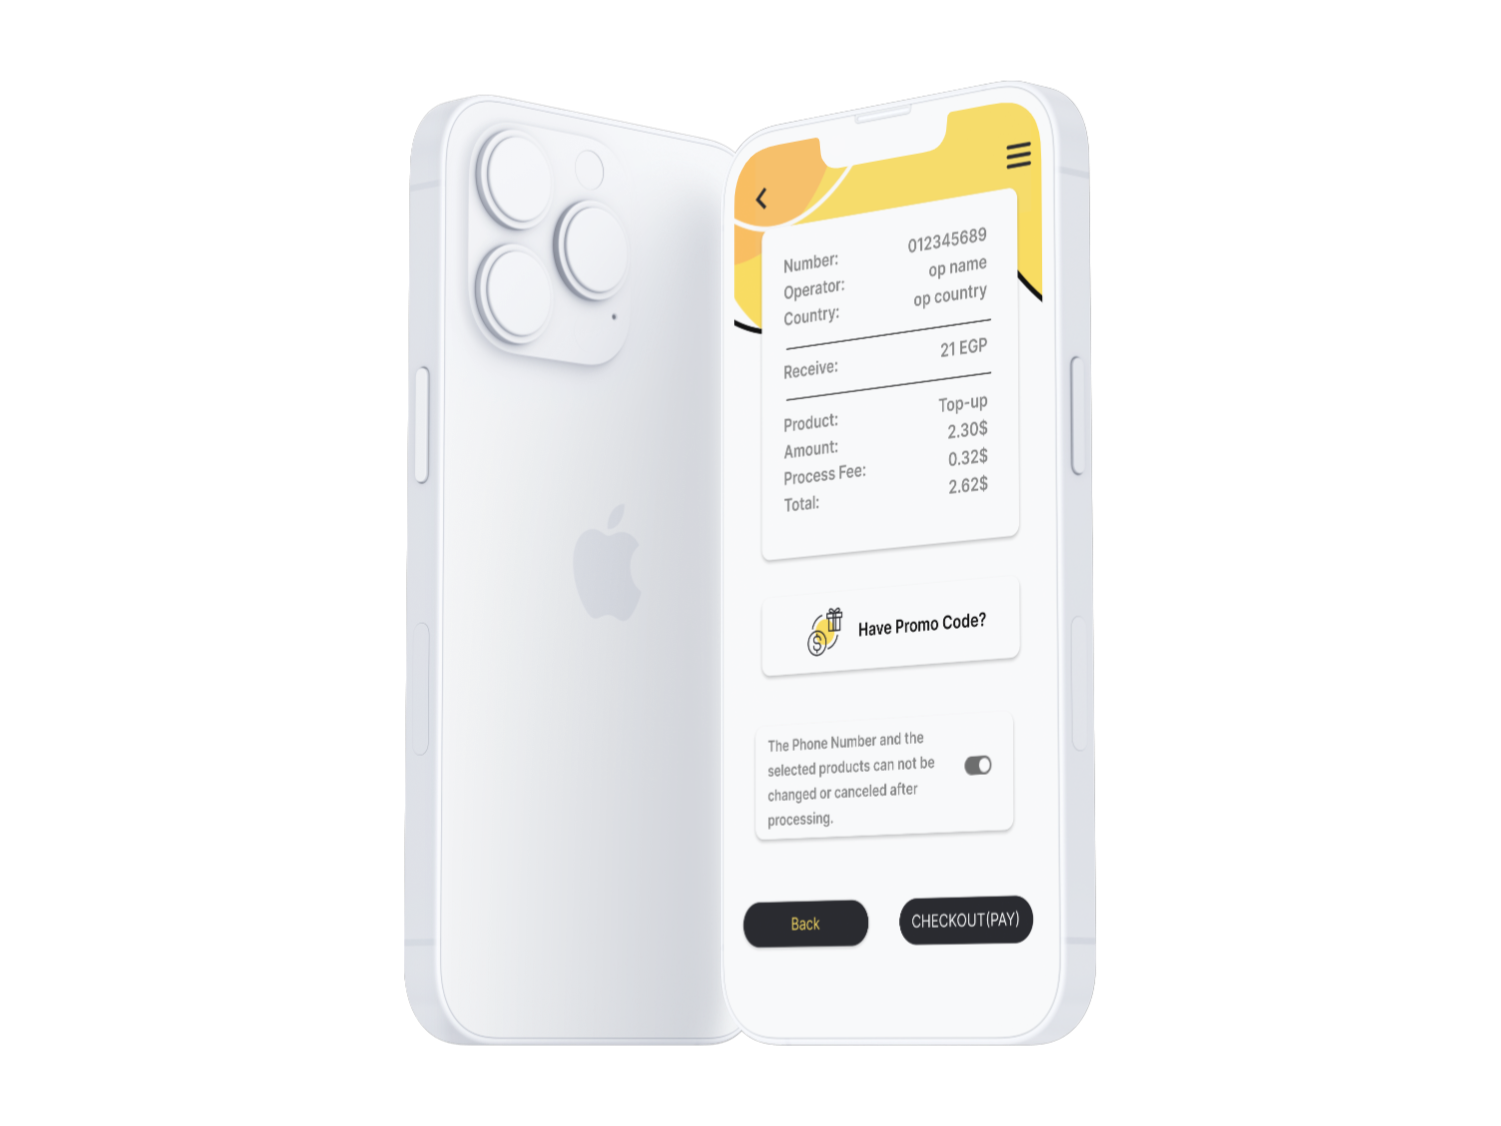 Number: 012345689
Operator: op name
Country: op country
Receive: 21 EGP
Product: Top-up
Amount: 2.30$
Process Fee: 0.32$
Total: 2.62$
$ Have Promo Code?
The Phone Number and the
selected products can not be
changed or canceled after
processing.
Back CHECKOUT(PAY)